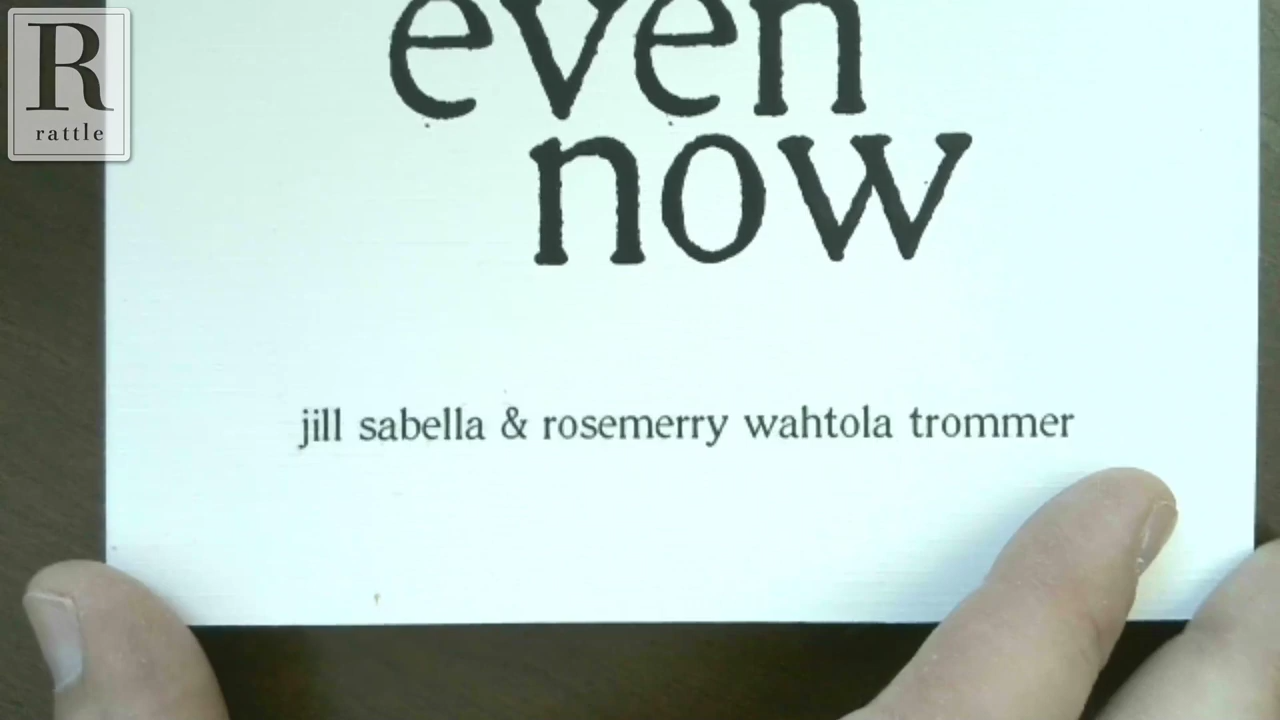 R
rattle
even
now
jill sabella & rosemerry wahtola trommer